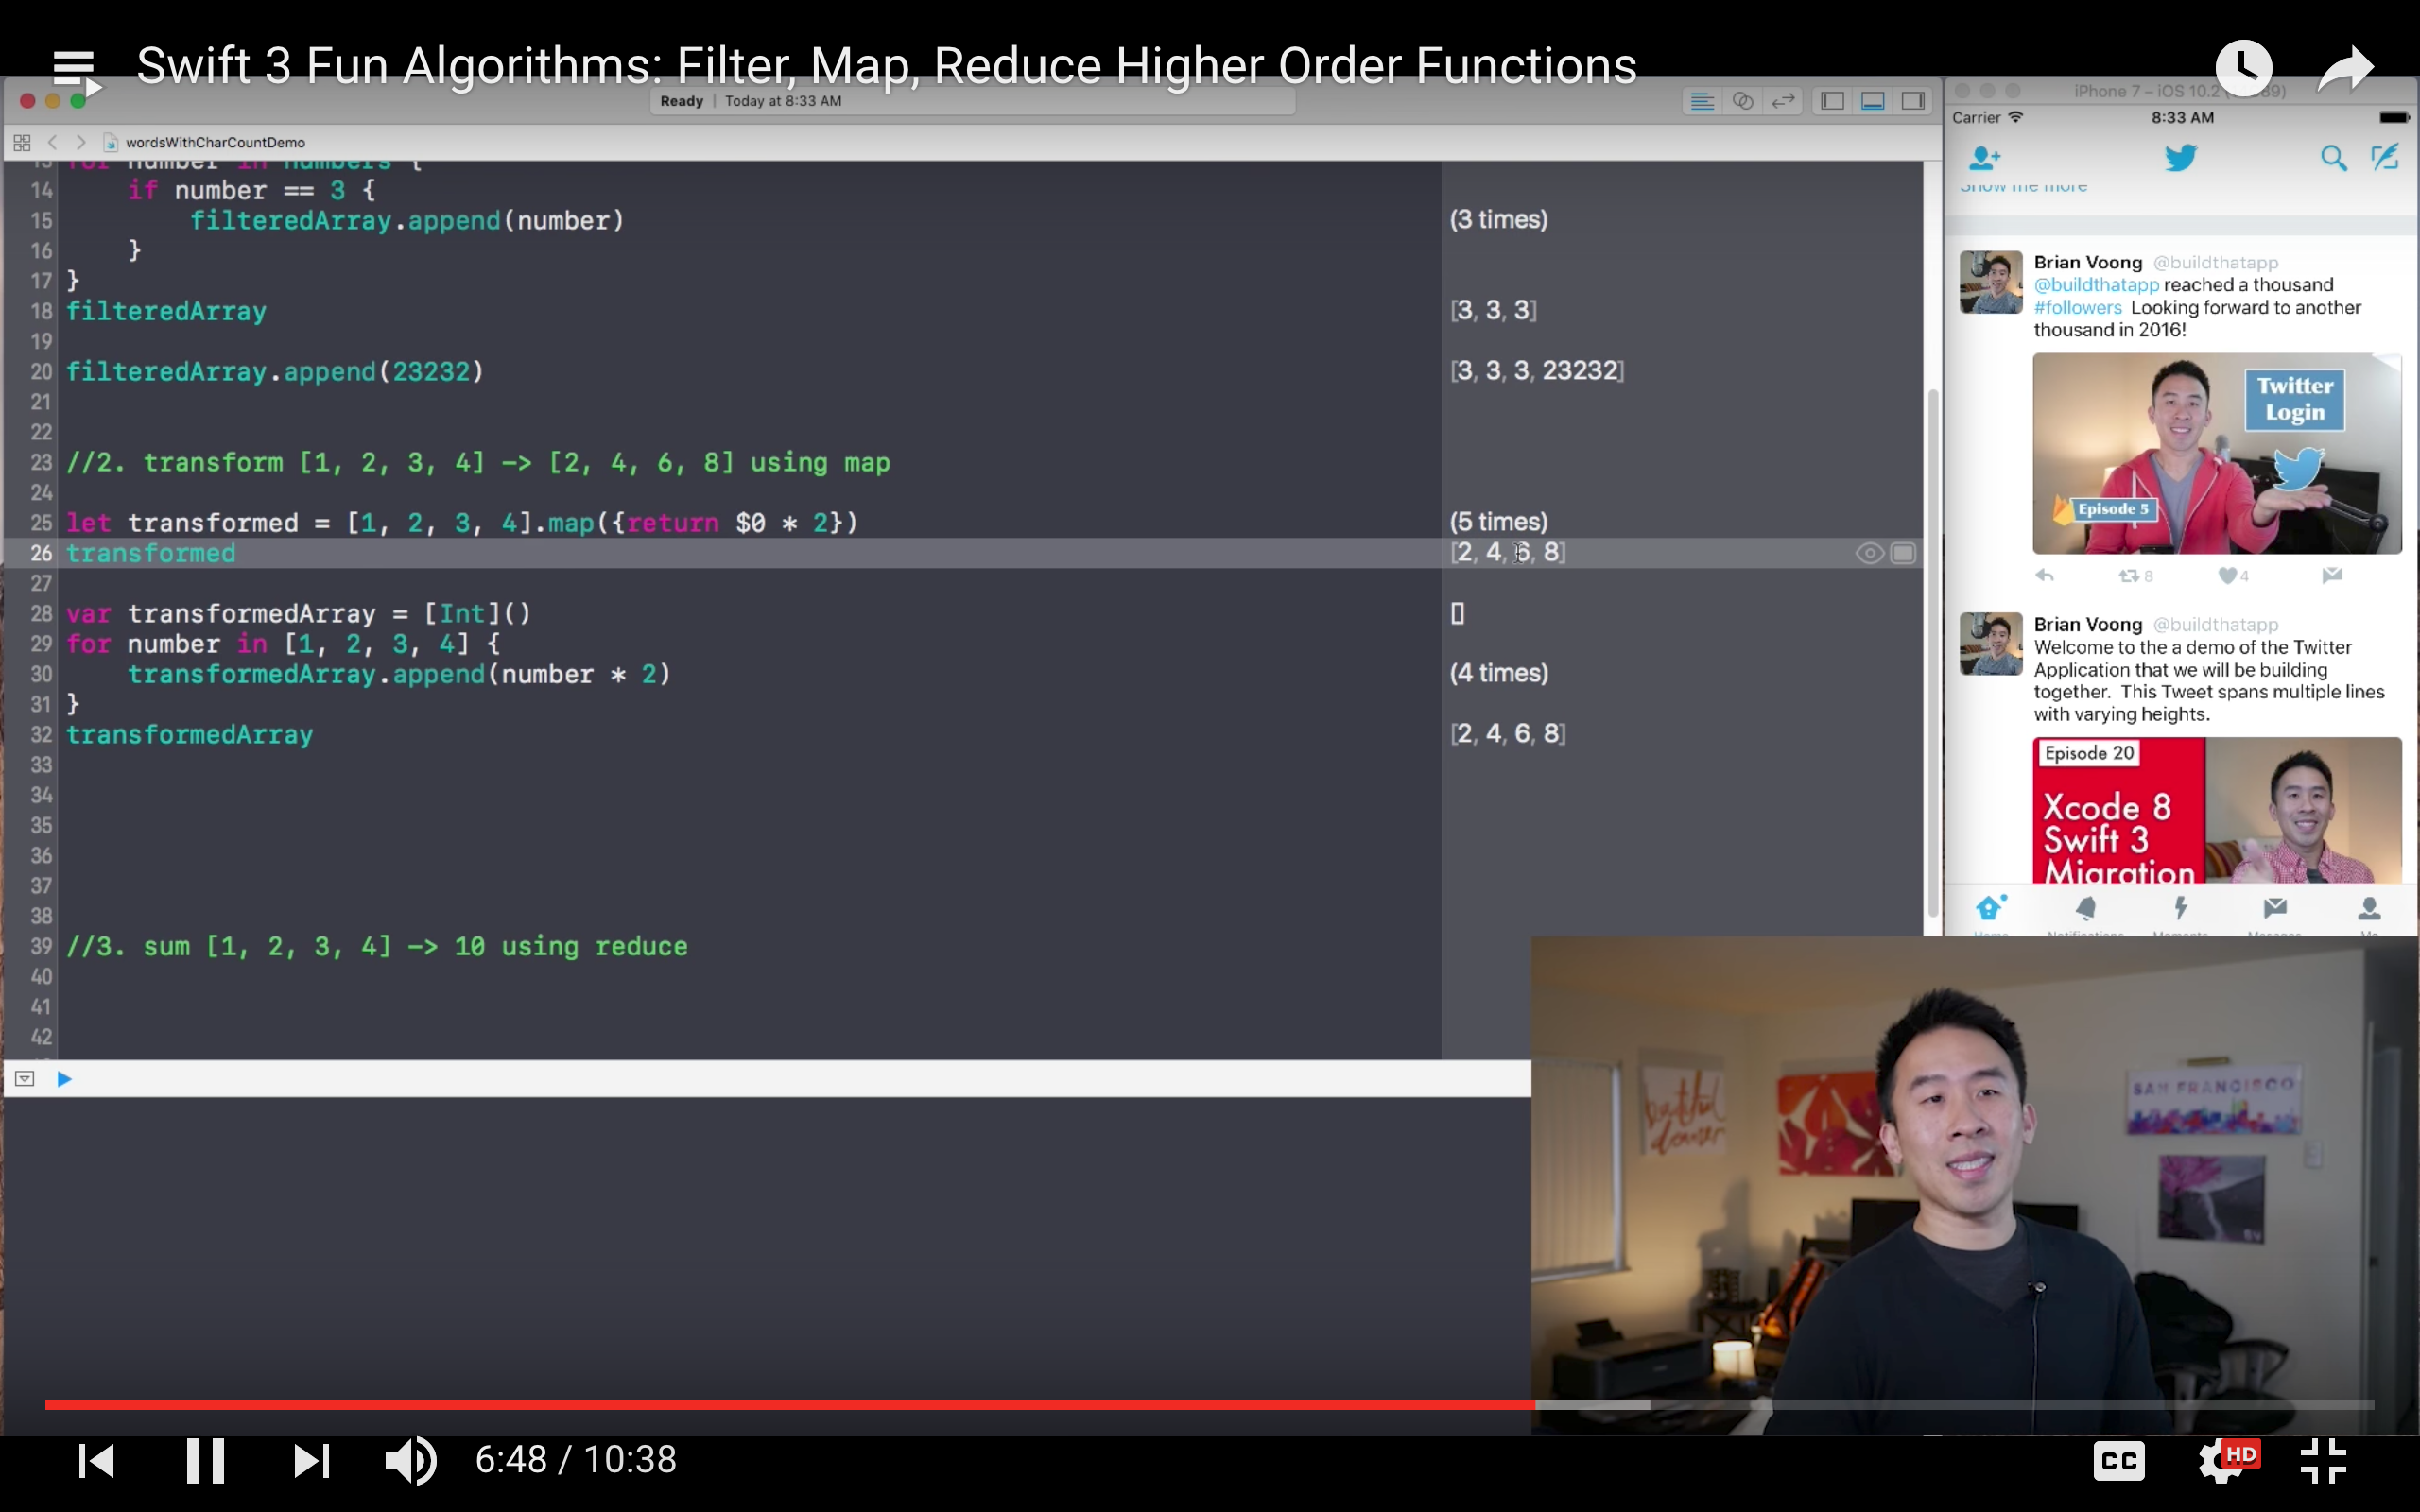 Swift 3 Fun Algorithms: Filter, Map, Reduce Higher Order Functions
Ready | Today at 8:33 AM
wordsWithCharCountDemo
13 for number in numbers {
14 if number == 3 {
15 filteredArray.append(number)
(3 times)
16 }
17 }
18 filteredArray
[3, 3, 3]
19
20 filteredArray.append(23232)
[3, 3, 3, 23232]
21
22
23 //2. transform [1, 2, 3, 4] -> [2, 4, 6, 8] using map
24
25 let transformed = [1, 2, 3, 4].map({return $0 * 2})
(5 times)
26 transformed
[2, 4, 6, 8]
27
28 var transformedArray = [Int]()
[]
29 for number in [1, 2, 3, 4] {
30 transformedArray.append(number * 2)
(4 times)
31 }
32 transformedArray
[2, 4, 6, 8]
33
34
35
36
37
38
39 //3. sum [1, 2, 3, 4] -> 10 using reduce
40
41
42
iPhone 7 – iOS 10.2
Carrier
8:33 AM
Show me more
Brian Voong @buildthatapp
@buildthatapp reached a thousand
#followers Looking forward to another
thousand in 2016!
Twitter
Login
Episode 5
8
4
Brian Voong @buildthatapp
Welcome to the a demo of the Twitter
Application that we will be building
together. This Tweet spans multiple lines
with varying heights.
Episode 20
Xcode 8
Swift 3
Migration
Home Notifications Moments Messages Me
SAN FRANCISCO
6:48 / 10:38
CC
HD